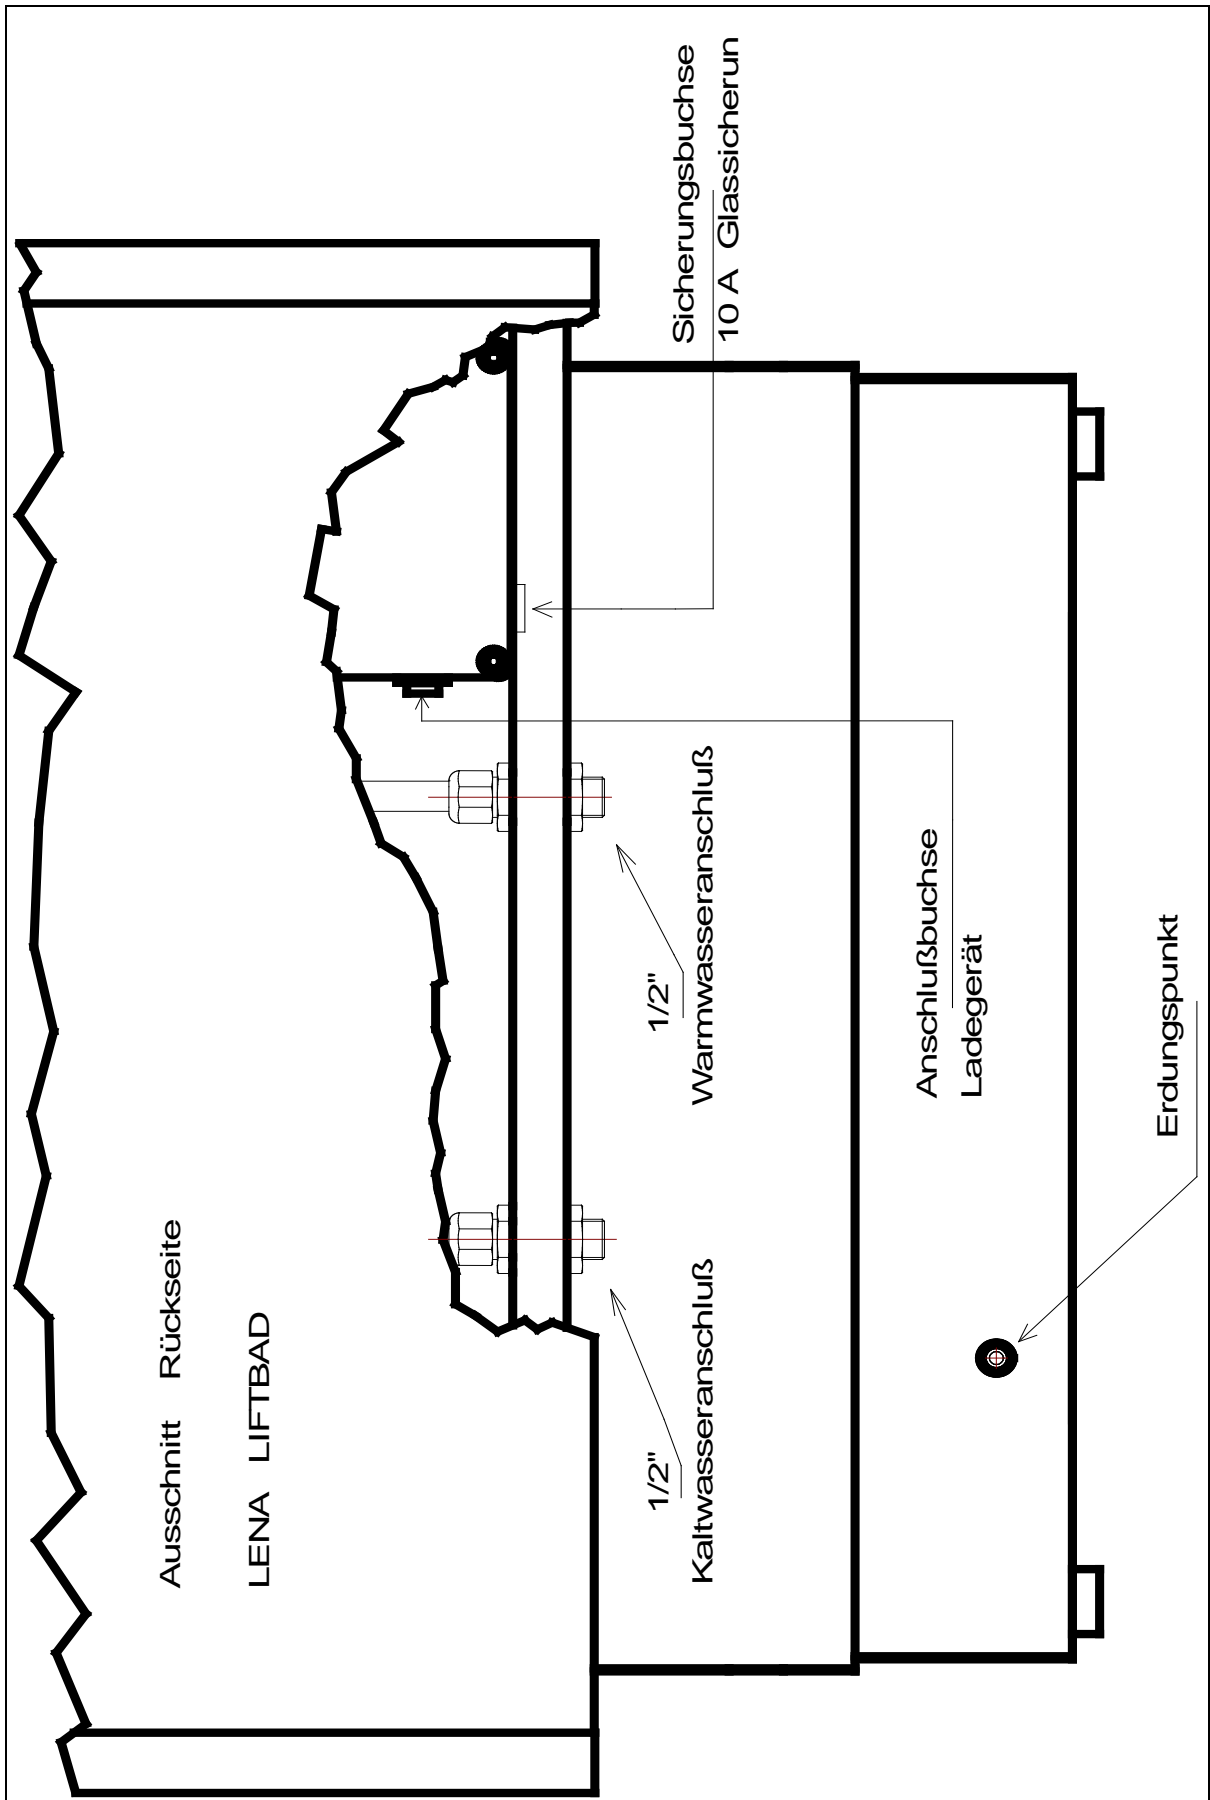 Ausschnitt Rückseite
LENA LIFTBAD
1/2"
Kaltwasseranschluß
1/2"
Warmwasseranschluß
Sicherungsbuchse
10 A Glassicherun
Anschlußbuchse
Ladegerät
Erdungspunkt